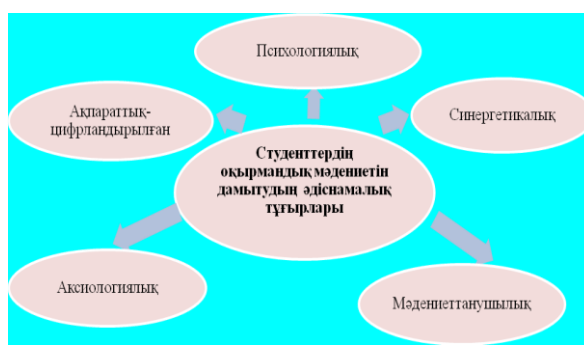 Психологиялық
Ақпараттық-
цифрландырылған
Синергетикалық
Студенттердің
оқырмандық мәдениетін
дамытудың әдіснамалық
тұғырлары
Аксиологиялық
Мәдениеттанушылық